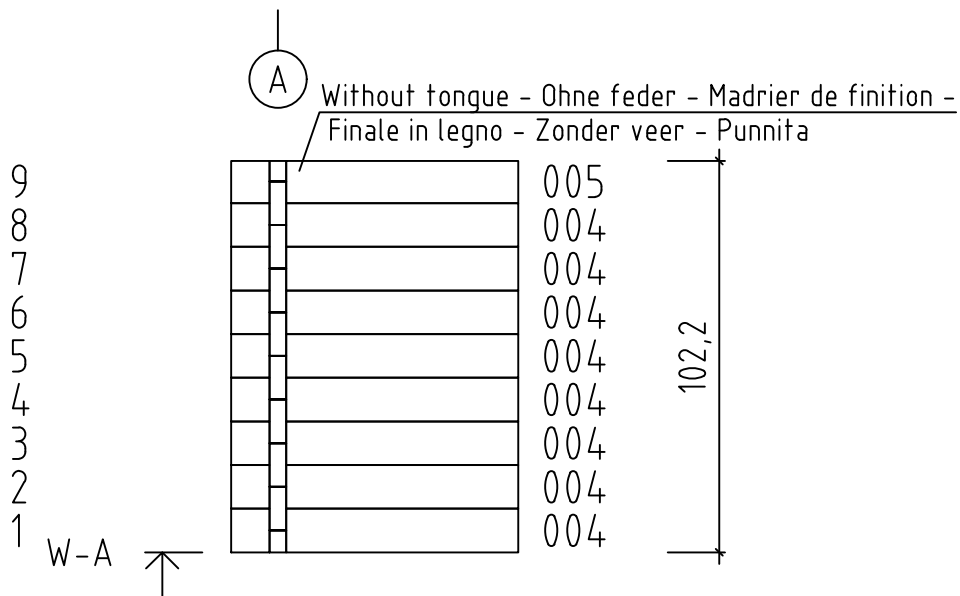 A
Without tongue - Ohne feder - Madrier de finition -
Finale in legno - Zonder veer - Punnita
9 005
8 004
7 004
6 004
5 004
4 004
3 004
2 004
1 004
102,2
W-A